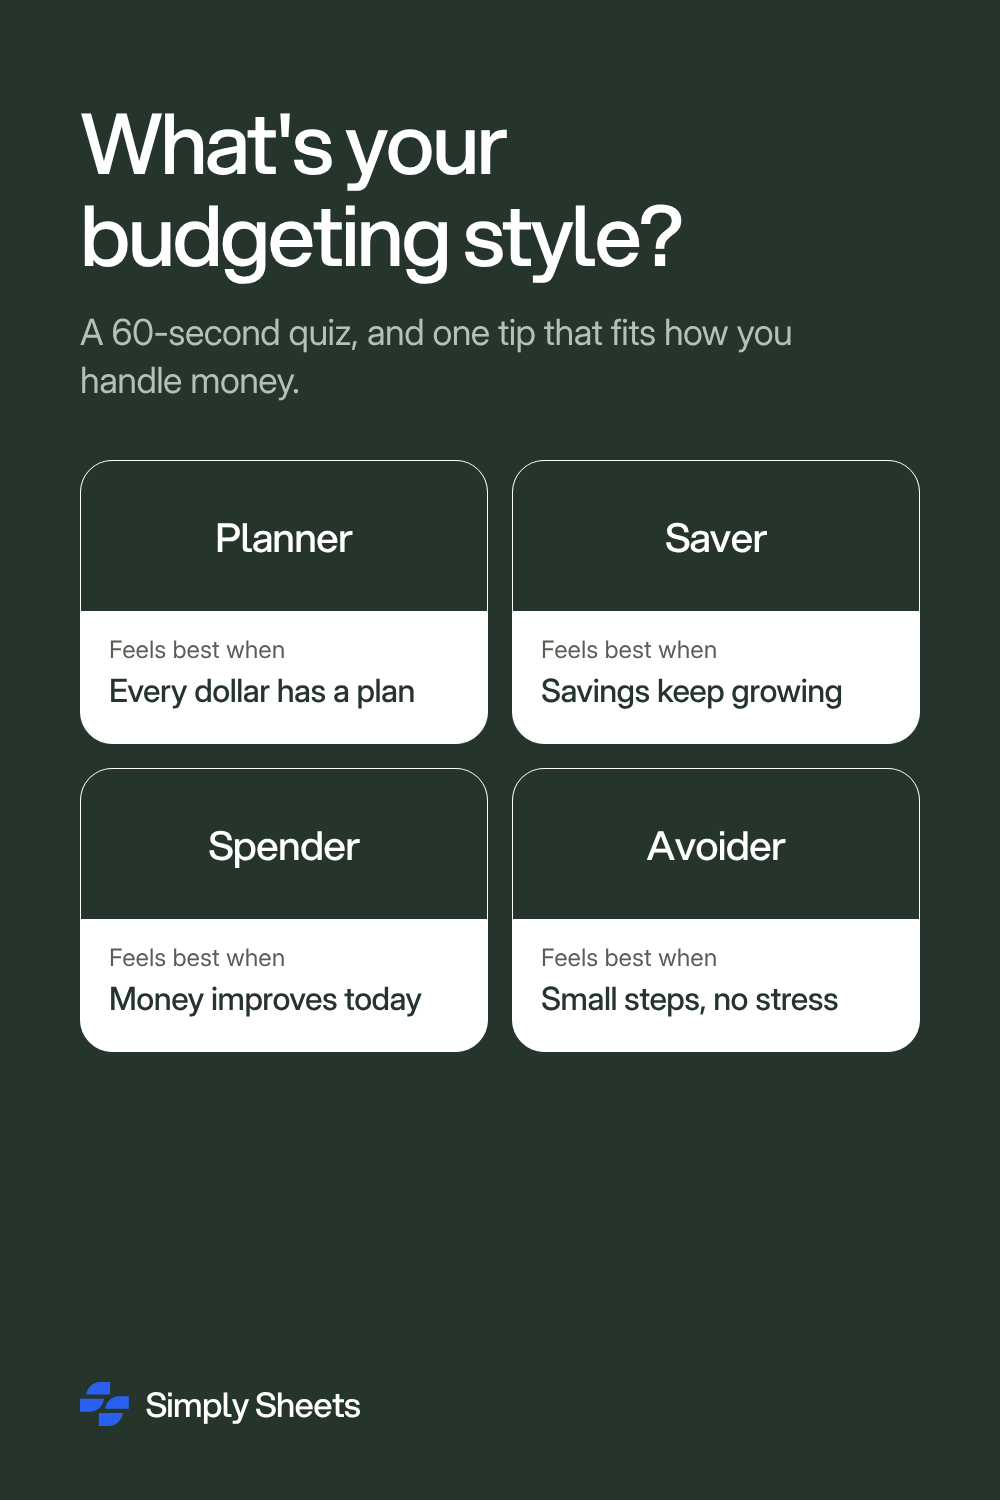 What's your
budgeting style?
A 60-second quiz, and one tip that fits how you
handle money.
Planner
Feels best when
Every dollar has a plan
Saver
Feels best when
Savings keep growing
Spender
Feels best when
Money improves today
Avoider
Feels best when
Small steps, no stress
Simply Sheets